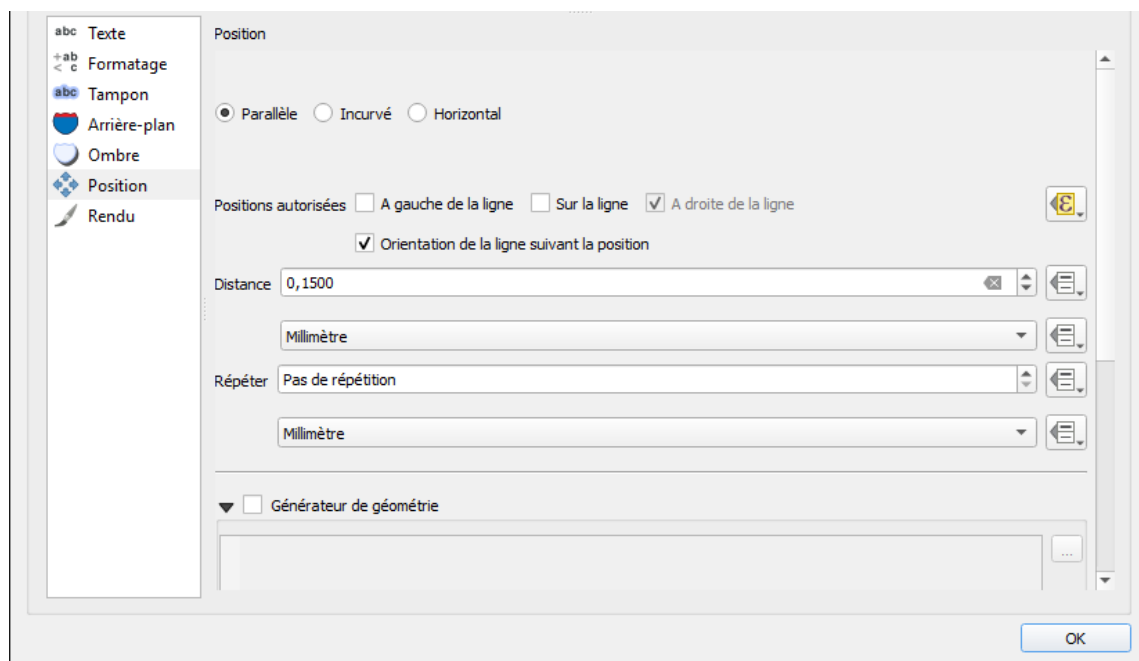 abc Texte
+ab
< c Formatage
abc Tampon
Arrière-plan
Ombre
Position
Rendu
Position
Parallèle Incurvé Horizontal
Positions autorisées A gauche de la ligne Sur la ligne A droite de la ligne
Orientation de la ligne suivant la position
Distance 0,1500
Millimètre
Répéter Pas de répétition
Millimètre
Générateur de géométrie
...
OK